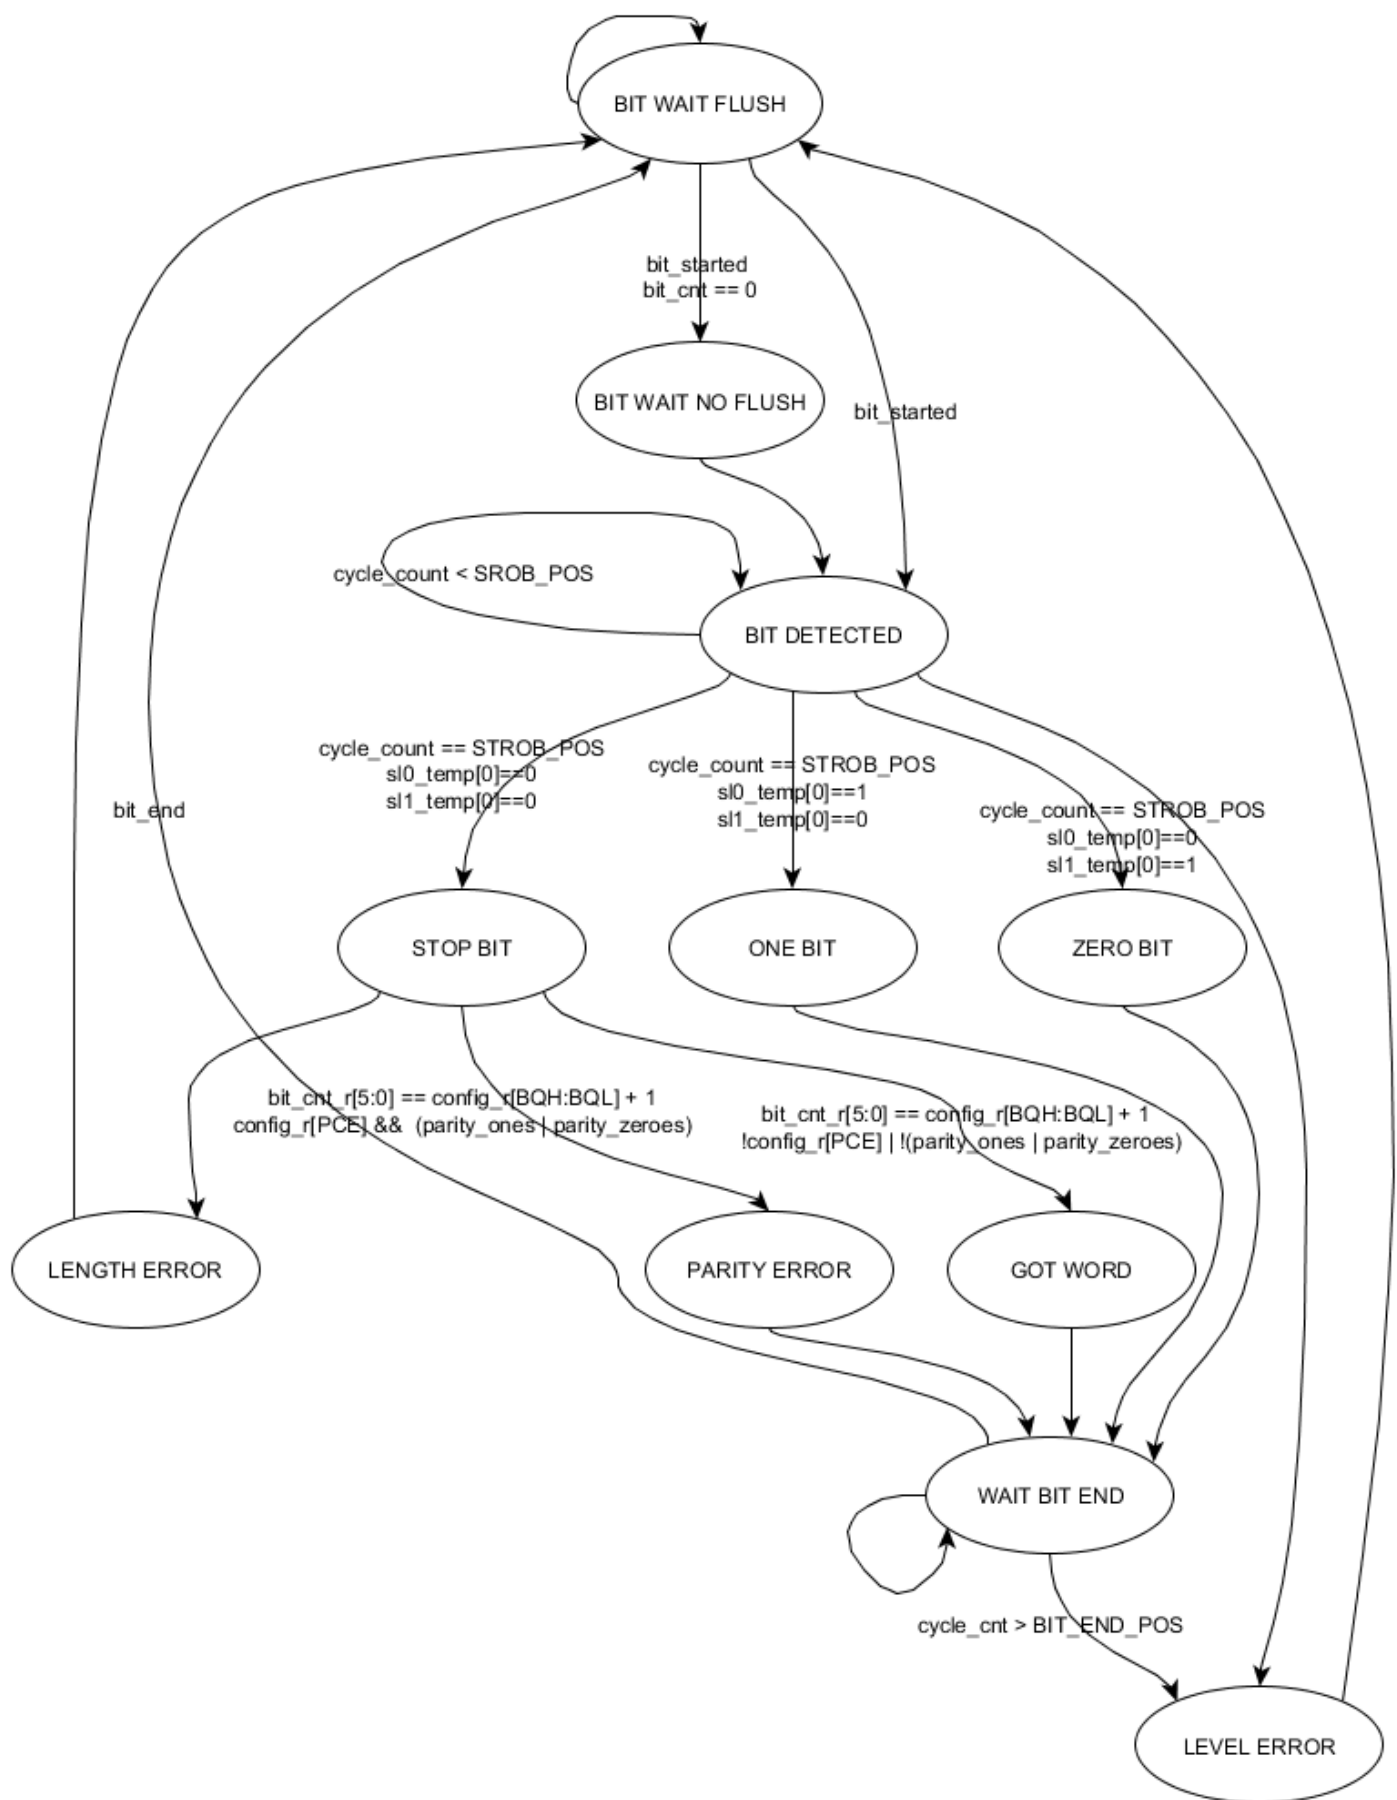 BIT WAIT FLUSH
bit_started
bit_cnt == 0
BIT WAIT NO FLUSH
bit_started
cycle_count < SROB_POS
BIT DETECTED
cycle_count == STROB_POS
sl0_temp[0]==0
sl1_temp[0]==0
cycle_count == STROB_POS
sl0_temp[0]==1
sl1_temp[0]==0
cycle_count == STROB_POS
sl0_temp[0]==0
sl1_temp[0]==1
bit_end
STOP BIT
ONE BIT
ZERO BIT
bit_cnt_r[5:0] == config_r[BQH:BQL] + 1
config_r[PCE] && (parity_ones | parity_zeroes)
bit_cnt_r[5:0] == config_r[BQH:BQL] + 1
!config_r[PCE] | !(parity_ones | parity_zeroes)
LENGTH ERROR
PARITY ERROR
GOT WORD
WAIT BIT END
cycle_cnt > BIT_END_POS
LEVEL ERROR